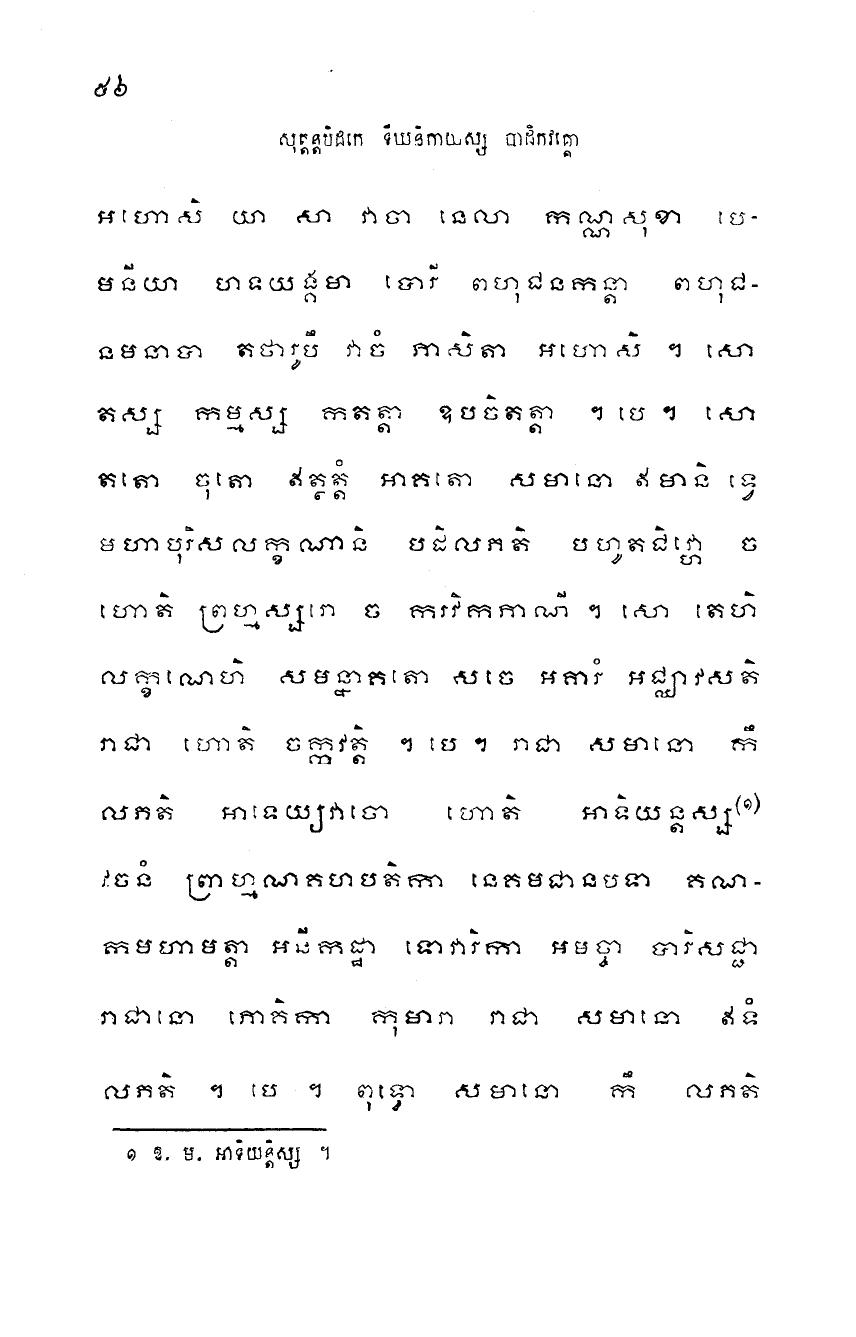 ៥៦
សុត្តន្តបិដកេ ទីឃនិកាយស្ស បាដិកវគ្គោ
អហោសិ យា សា វាចា នេលា កណ្ណសុខា បេ-
មនីយា ហទយង្គមា បោរី ពហុជនកន្តា ពហុជ-
នមនាបា តថារូបឹ វាចំ ភាសិតា អហោសិ ។ សោ
តស្ស កម្មស្ស កតត្តា ឧបចិតត្តា ។ បេ ។ សោ
តតោ ចុតោ ឥត្ថត្តំ អាគតោ សមានោ ឥមានិ ទ្វេ
មហាបុរិសលក្ខណានិ បដិលភតិ បហូតជិវ្ហោ ច
ហោតិ ព្រហ្មស្សរោ ច ករវិកភាណី ។ សោ តេហិ
លក្ខណេហិ សមន្នាគតោ សចេ អគារំ អជ្ឈាវសតិ
រាជា ហោតិ ចក្កវត្តិ ។ បេ ។ រាជា សមានោ កឹ
លភតិ អាទេយ្យវាចោ ហោតិ អាទិយន្តស្ស(១)
វចនំ ព្រាហ្មណគហបតិកា នេគមជានបទា គណ-
កមហាមត្តា អនីកដ្ឋា ទោវារិកា អមច្ចា បារិសជ្ជា
រាជានោ ភោគិកា កុមារា រាជា សមានោ ឥទំ
លភតិ ។ បេ ។ ពុទ្ធោ សមានោ កឹ លភតិ
១ ឱ. ម. អាទិយន្តិស្ស ។